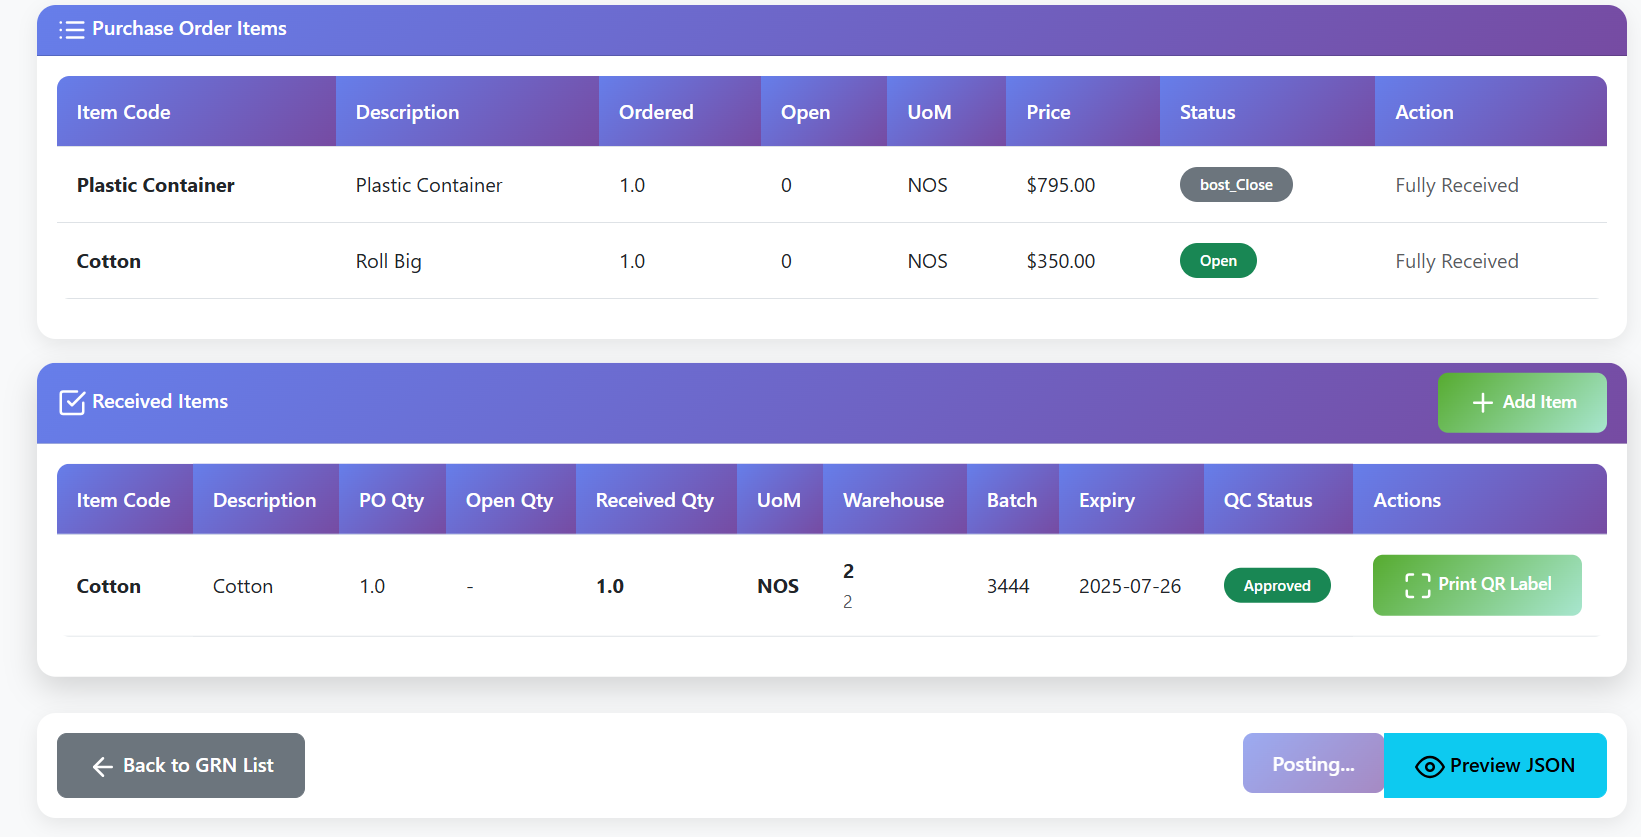 Purchase Order Items
Item Code Description Ordered Open UoM Price Status Action
Plastic Container Plastic Container 1.0 0 NOS $795.00 bost_Close Fully Received
Cotton Roll Big 1.0 0 NOS $350.00 Open Fully Received
Received Items
Add Item
Item Code Description PO Qty Open Qty Received Qty UoM Warehouse Batch Expiry QC Status Actions
Cotton Cotton 1.0 - 1.0 NOS 2 3444 2025-07-26 Approved Print QR Label
2
Back to GRN List
Posting...
Preview JSON